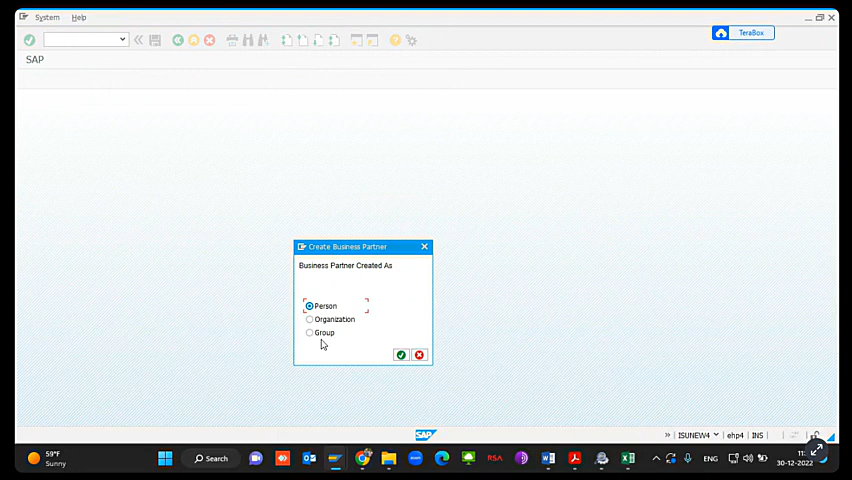 System Help
TeraBox
SAP
Create Business Partner
Business Partner Created As
Person
Organization
Group
SAP
ISUNEW4 ehp4 INS
59°F
Sunny
Search
zoom
RSA
ENG
30-12-2022